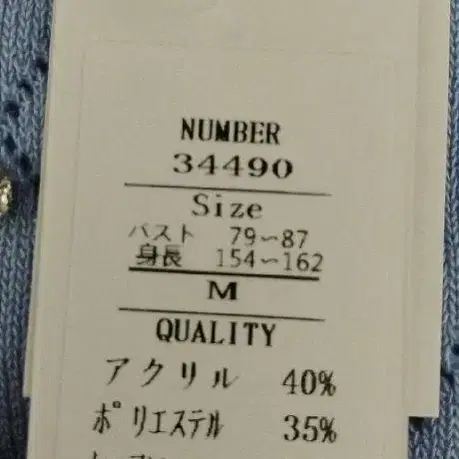 NUMBER
34490
Size
バスト 79~87
身長 154~162
M
QUALITY
アクリル 40%
ポリエステル 35%